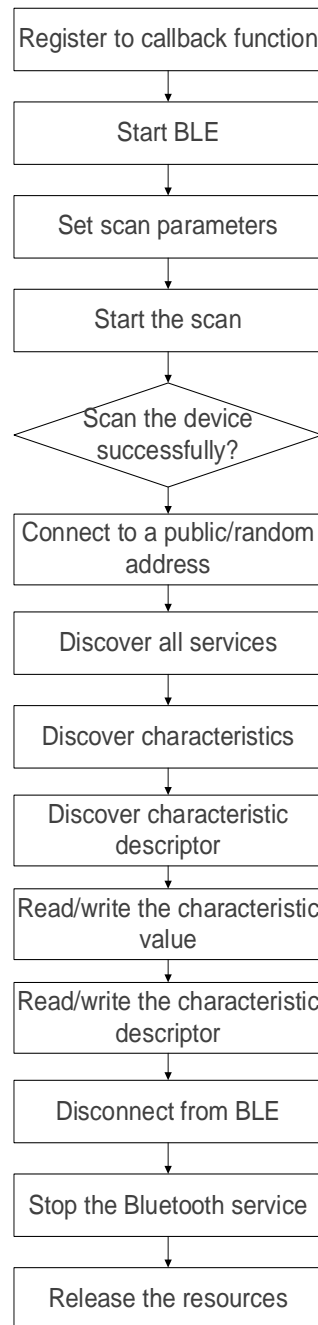 Register to callback function
Start BLE
Set scan parameters
Start the scan
Scan the device
successfully?
Connect to a public/random
address
Discover all services
Discover characteristics
Discover characteristic
descriptor
Read/write the characteristic
value
Read/write the characteristic
descriptor
Disconnect from BLE
Stop the Bluetooth service
Release the resources